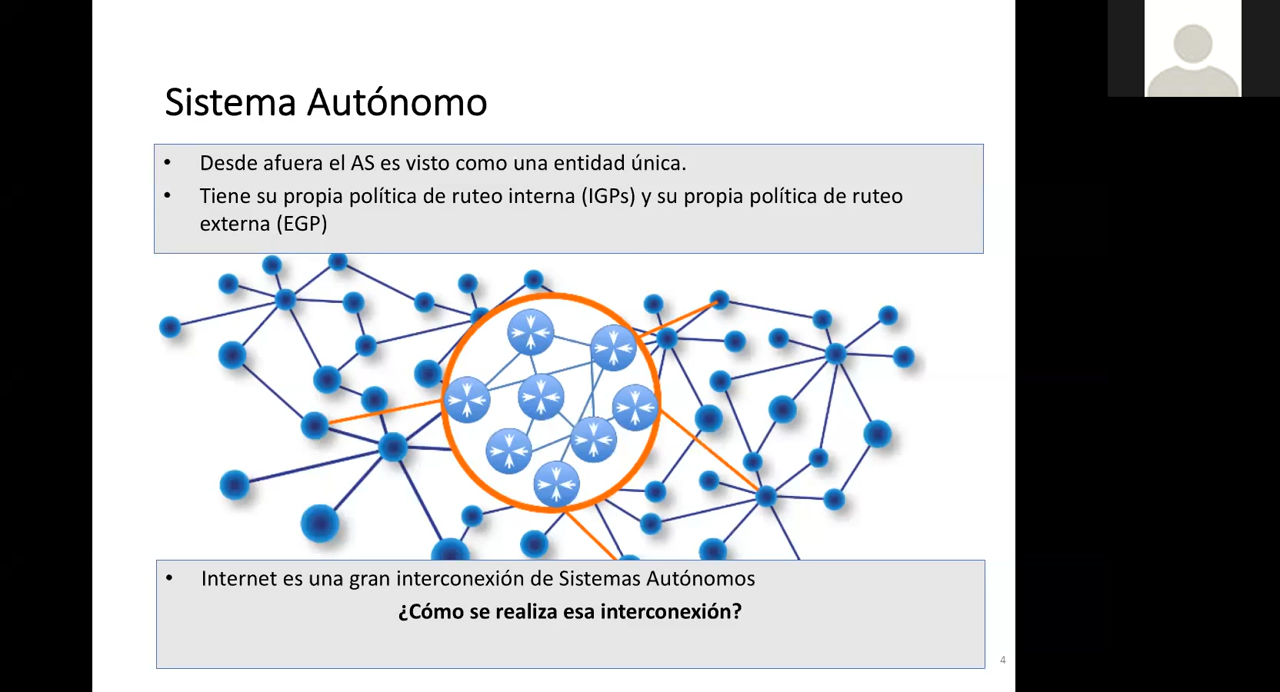 Sistema Autónomo
• Desde afuera el AS es visto como una entidad única.
• Tiene su propia política de ruteo interna (IGPs) y su propia política de ruteo
externa (EGP)
• Internet es una gran interconexión de Sistemas Autónomos
¿Cómo se realiza esa interconexión?
4